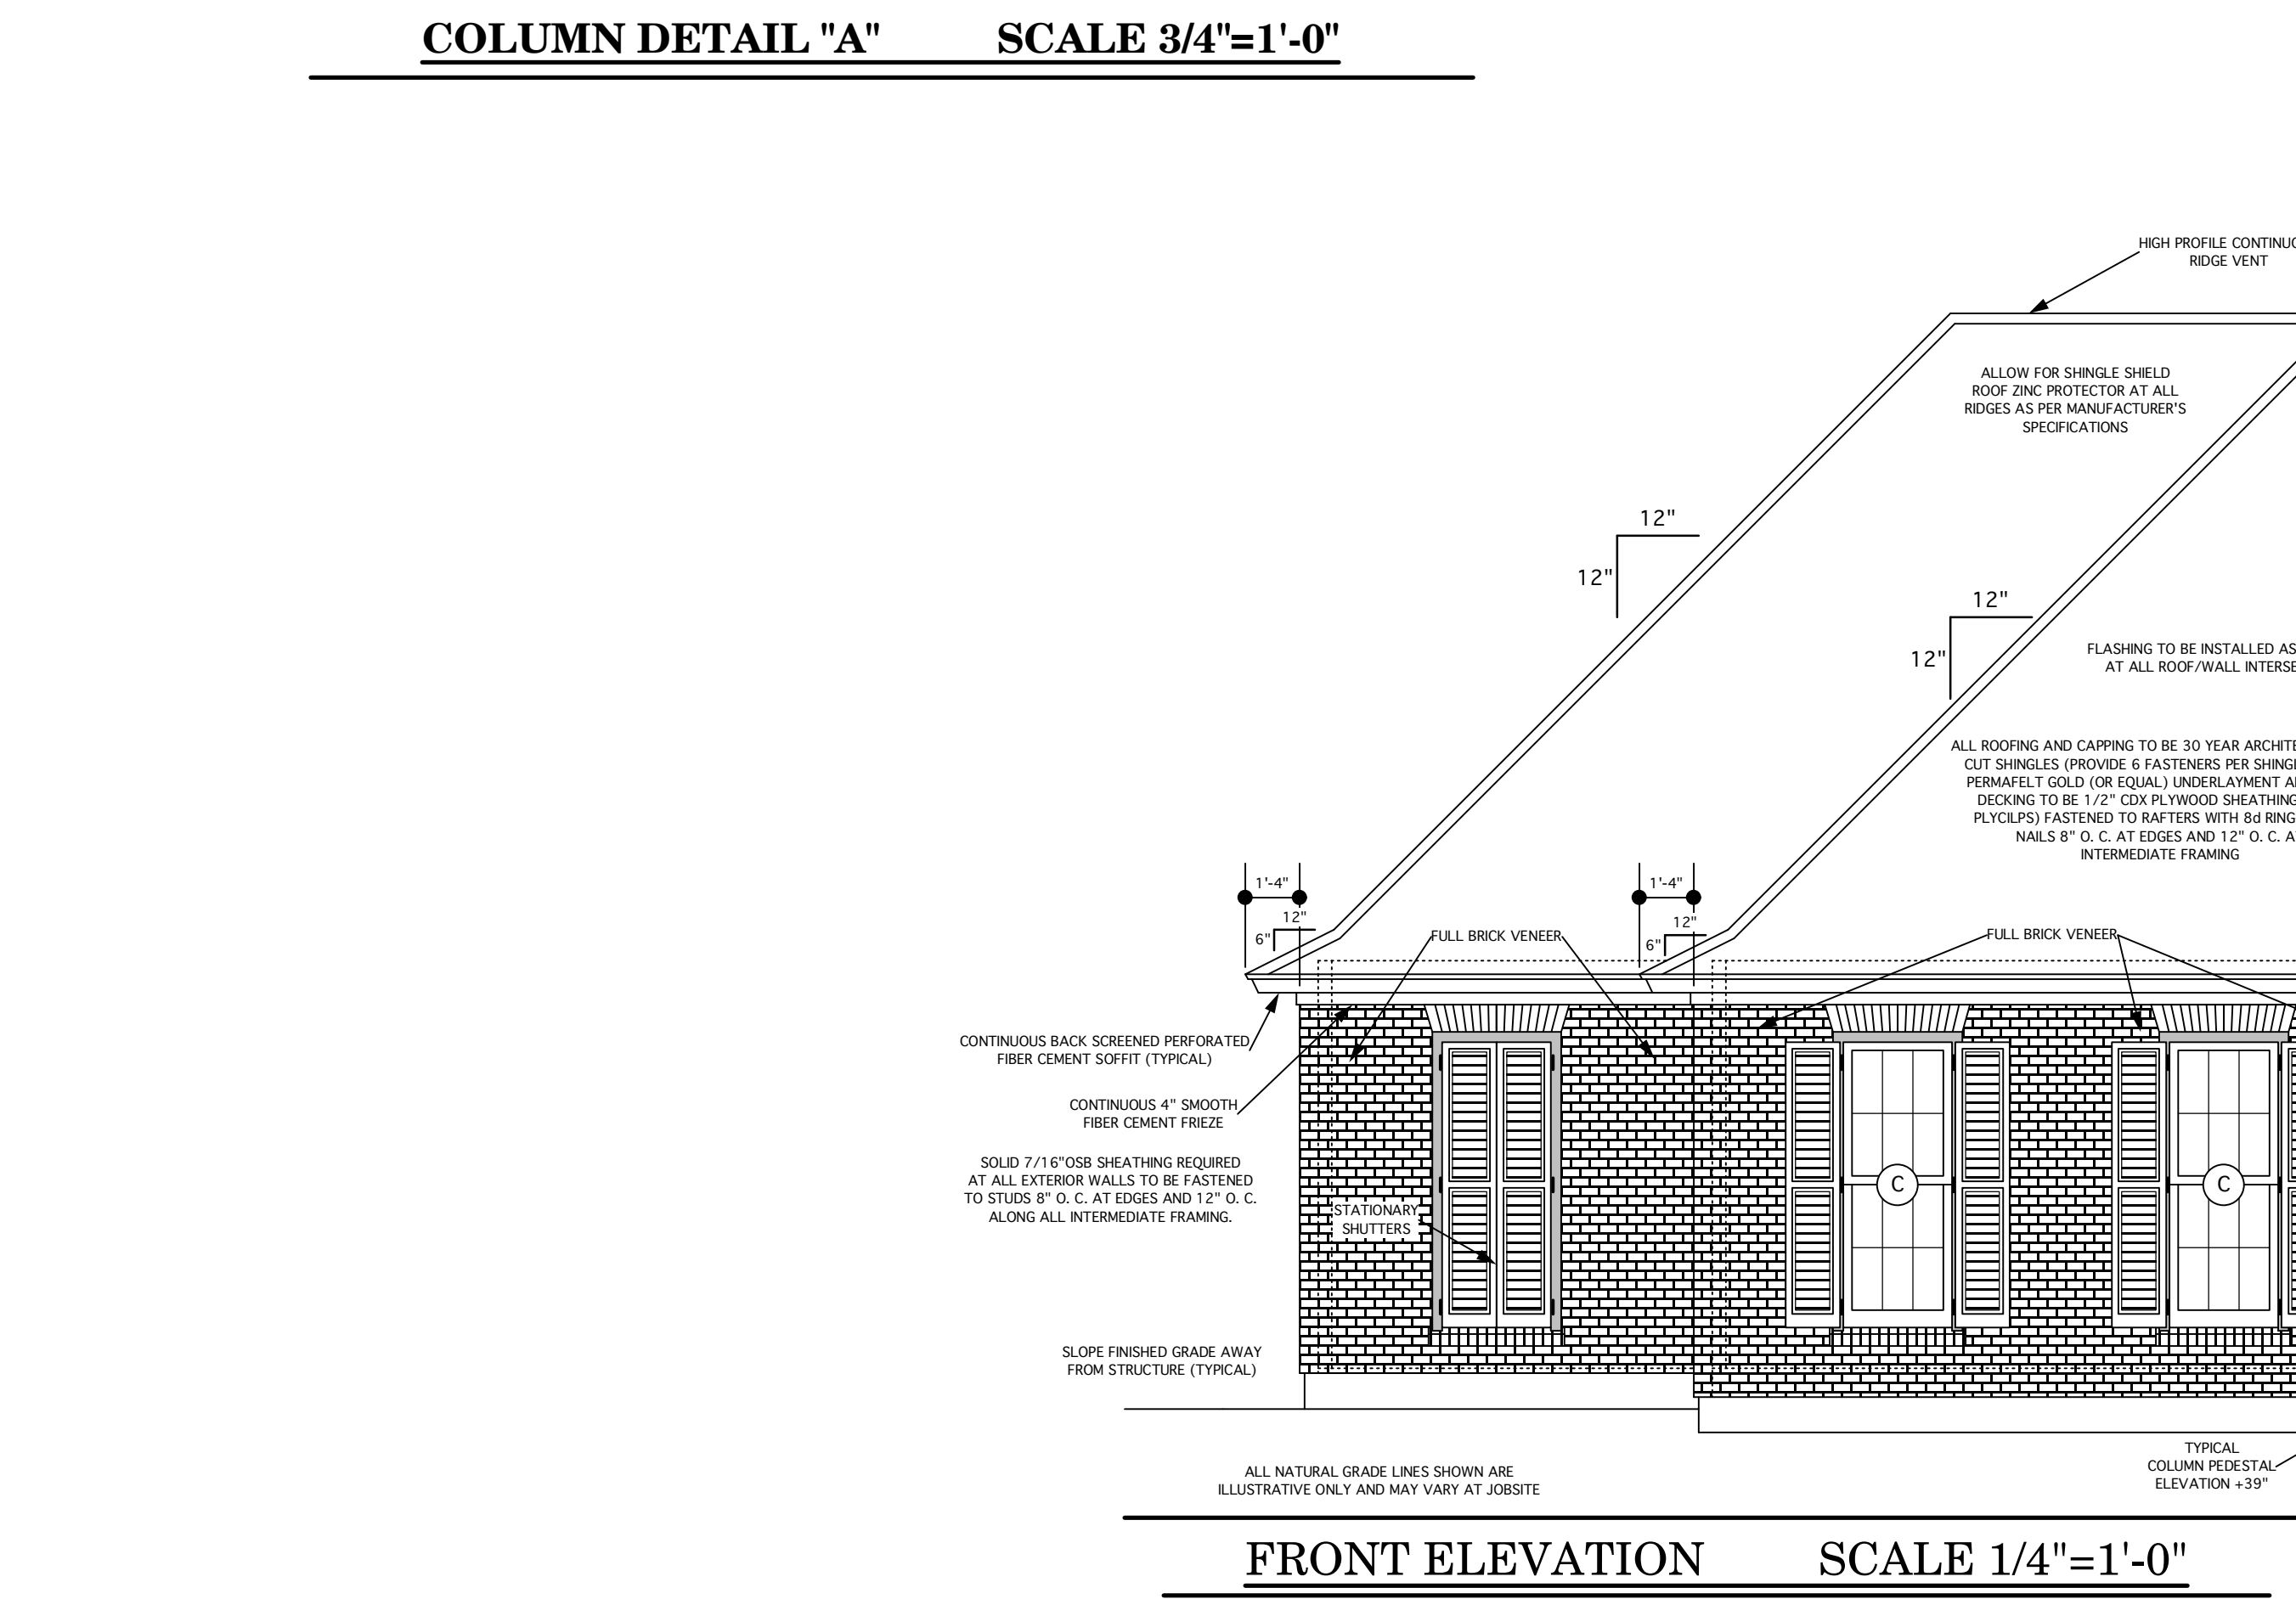 COLUMN DETAIL "A" SCALE 3/4"=1'-0"
HIGH PROFILE
RIDGE VENT
ALLOW FOR SHINGLE SHIELD
ROOF ZINC PROTECTOR AT ALL
RIDGES AS PER MANUFACTURER'S
SPECIFICATIONS
12"
12"
12"
12"
FLASHING TO BE INSTALLED AS
AT ALL ROOF/WALL
ALL ROOFING AND CAPPING TO BE 30 YEAR
CUT SHINGLES (PROVIDE 6 FASTENERS PER
PERMAFELT GOLD (OR EQUAL) UNDERLAYMENT
DECKING TO BE 1/2" CDX PLYWOOD SHEATHING
PLYCILPS) FASTENED TO RAFTERS WITH 8d RING
NAILS 8" O. C. AT EDGES AND 12" O. C.
INTERMEDIATE FRAMING
1'-4"
12"
6"
1'-4"
12"
6"
FULL BRICK VENEER
FULL BRICK VENEER
CONTINUOUS BACK SCREENED PERFORATED
FIBER CEMENT SOFFIT (TYPICAL)
CONTINUOUS 4" SMOOTH
FIBER CEMENT FRIEZE
SOLID 7/16"OSB SHEATHING REQUIRED
AT ALL EXTERIOR WALLS TO BE FASTENED
TO STUDS 8" O. C. AT EDGES AND 12" O. C.
ALONG ALL INTERMEDIATE FRAMING.
STATIONARY
SHUTTERS
C
C
SLOPE FINISHED GRADE AWAY
FROM STRUCTURE (TYPICAL)
ALL NATURAL GRADE LINES SHOWN ARE
ILLUSTRATIVE ONLY AND MAY VARY AT JOBSITE
TYPICAL
COLUMN PEDESTAL
ELEVATION +39"
FRONT ELEVATION SCALE 1/4"=1'-0"